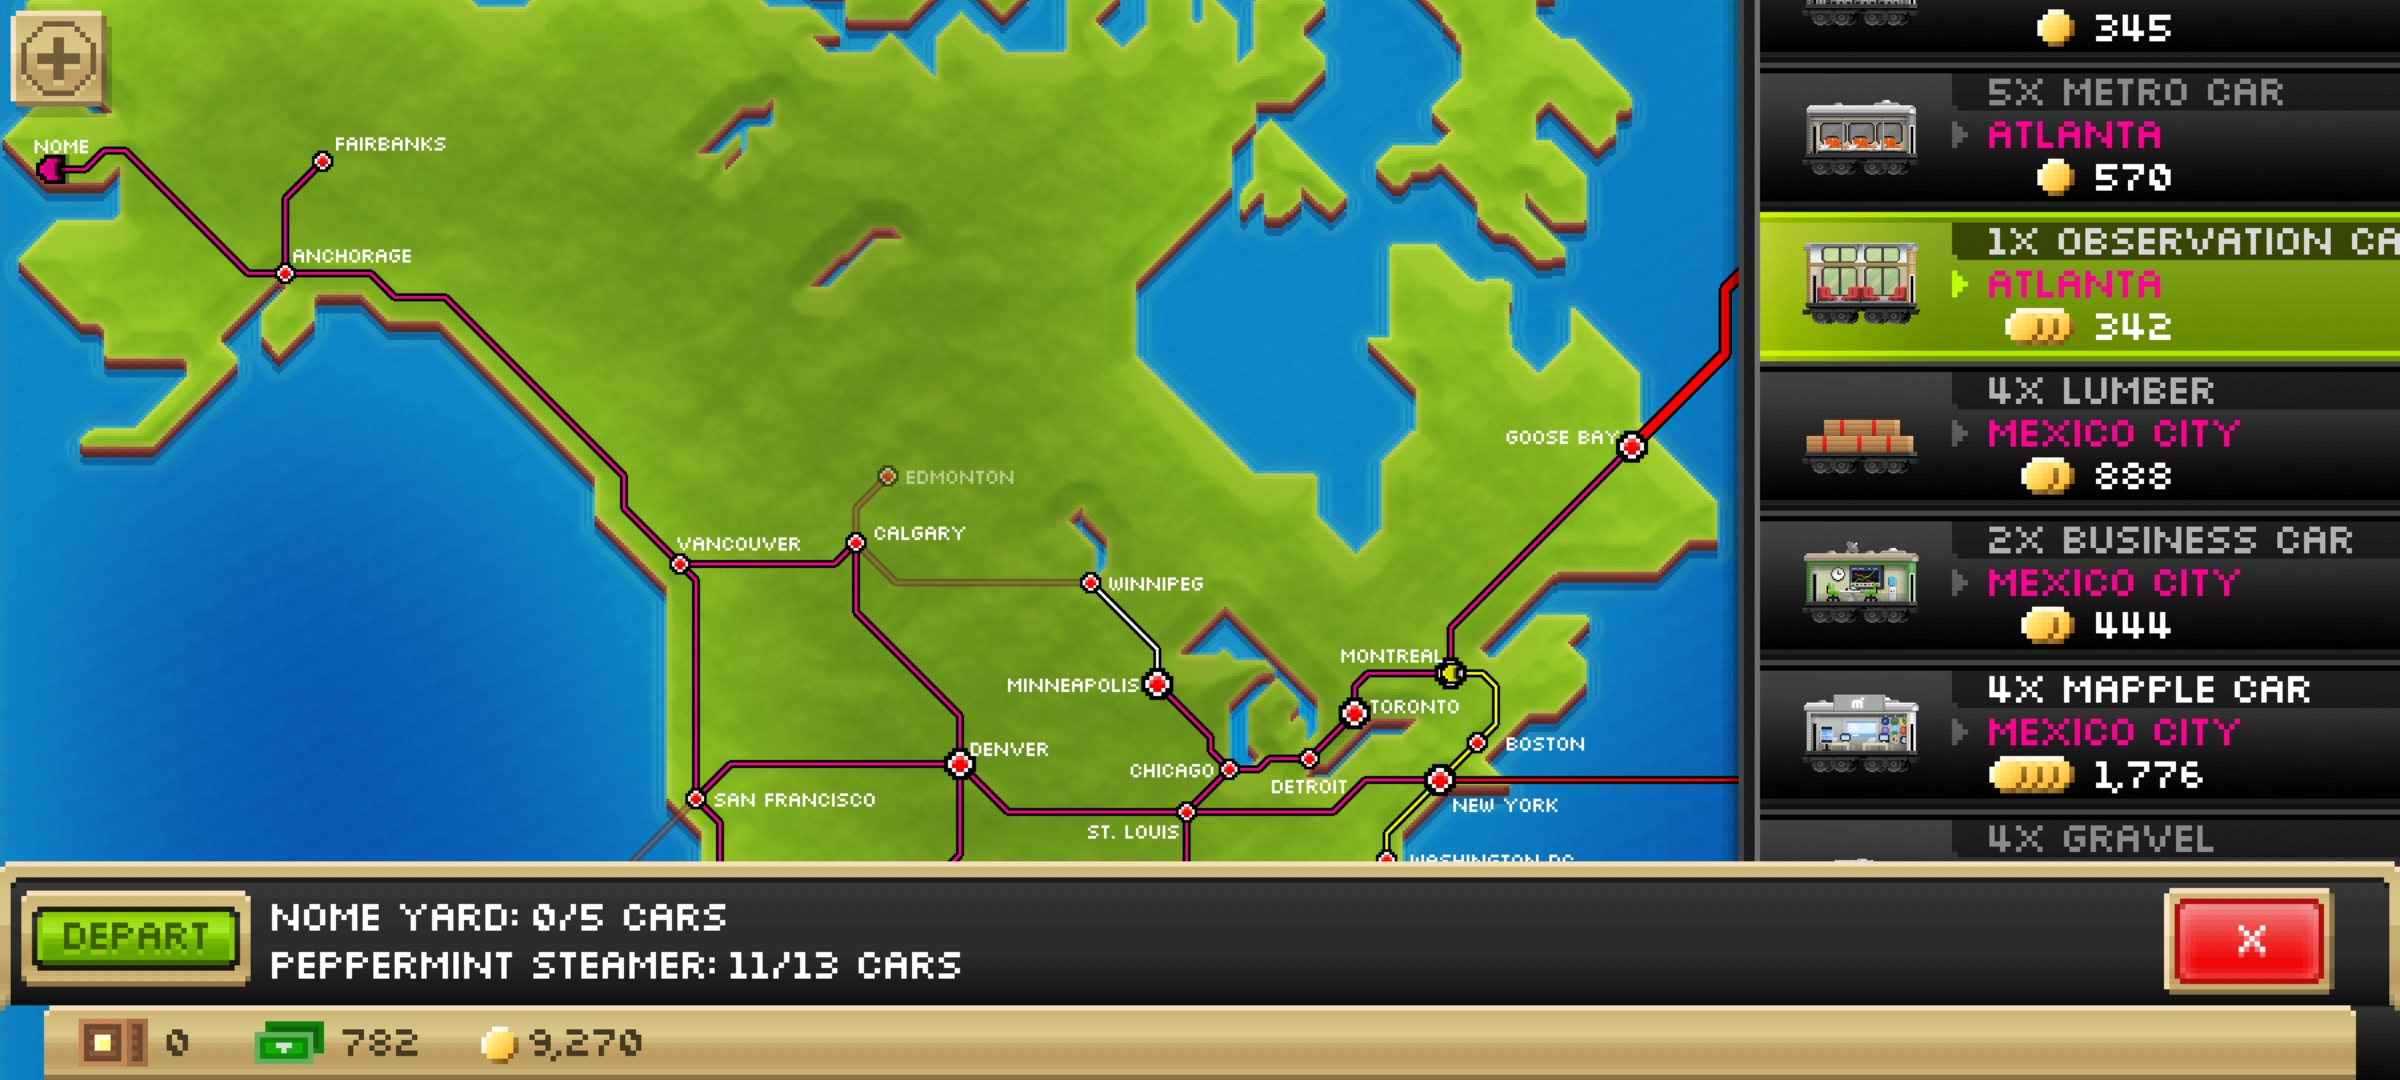 345
5X METRO CAR
ATLANTA
570
1X OBSERVATION CA
ATLANTA
342
4X LUMBER
MEXICO CITY
888
2X BUSINESS CAR
MEXICO CITY
444
4X MAPPLE CAR
MEXICO CITY
1,776
4X GRAVEL
NOME
FAIRBANKS
ANCHORAGE
GOOSE BAY
EDMONTON
CALGARY
VANCOUVER
WINNIPEG
MONTREAL
MINNEAPOLIS
TORONTO
BOSTON
DENVER
CHICAGO
DETROIT
SAN FRANCISCO
NEW YORK
ST. LOUIS
WASHINGTON DC
DEPART
NOME YARD: 0/5 CARS
PEPPERMINT STEAMER: 11/13 CARS
X
0
782
9,270